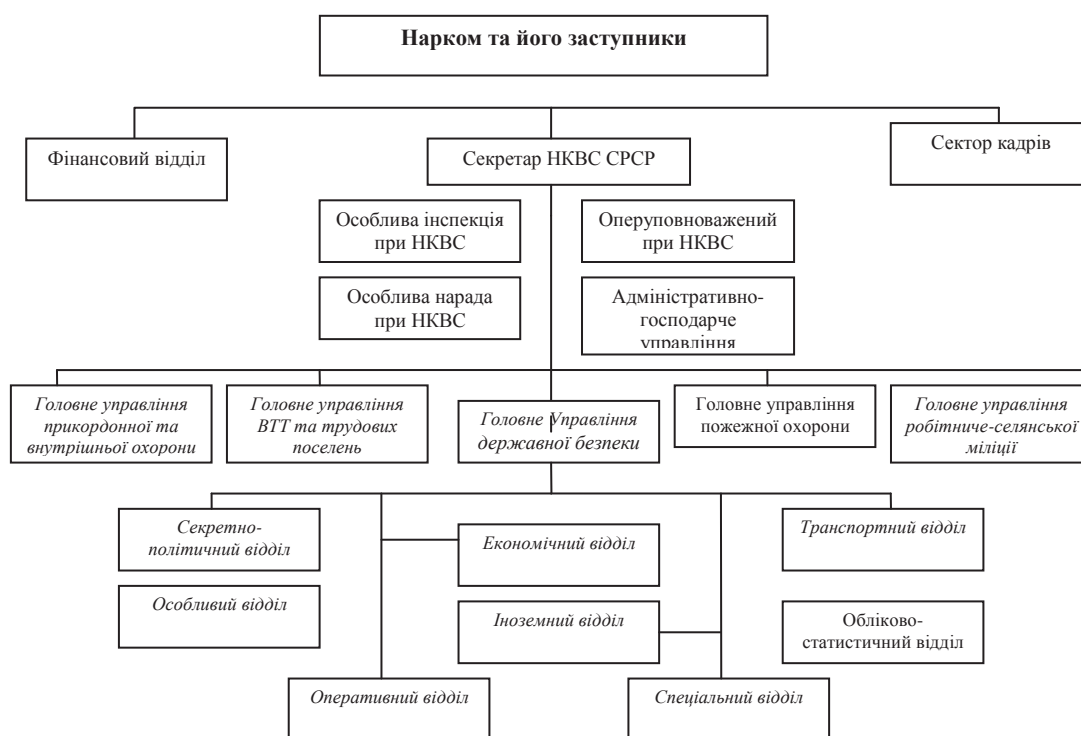 Нарком та його заступники
Фінансовий відділ
Секретар НКВС СРСР
Сектор кадрів
Особлива інспекція
при НКВС
Оперуповноважений
при НКВС
Особлива нарада
при НКВС
Адміністративно-
господарче
управління
Головне управління
прикордонної та
внутрішньої охорони
Головне управління
ВТТ та трудових
поселень
Головне Управління
державної безпеки
Головне управління
пожежної охорони
Головне управління
робітниче-селянської
міліції
Секретно-
політичний відділ
Економічний відділ
Транспортний відділ
Особливий відділ
Іноземний відділ
Обліково-
статистичний відділ
Оперативний відділ
Спеціальний відділ